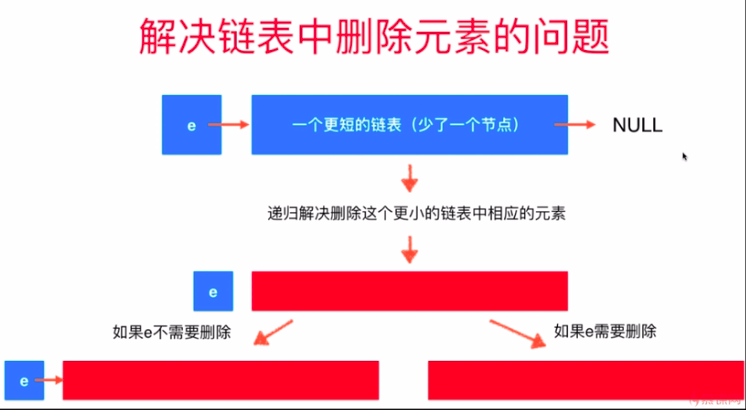 解决链表中删除元素的问题
e
一个更短的链表（少了一个节点）
NULL
递归解决删除这个更小的链表中相应的元素
e
如果e不需要删除
如果e需要删除
e